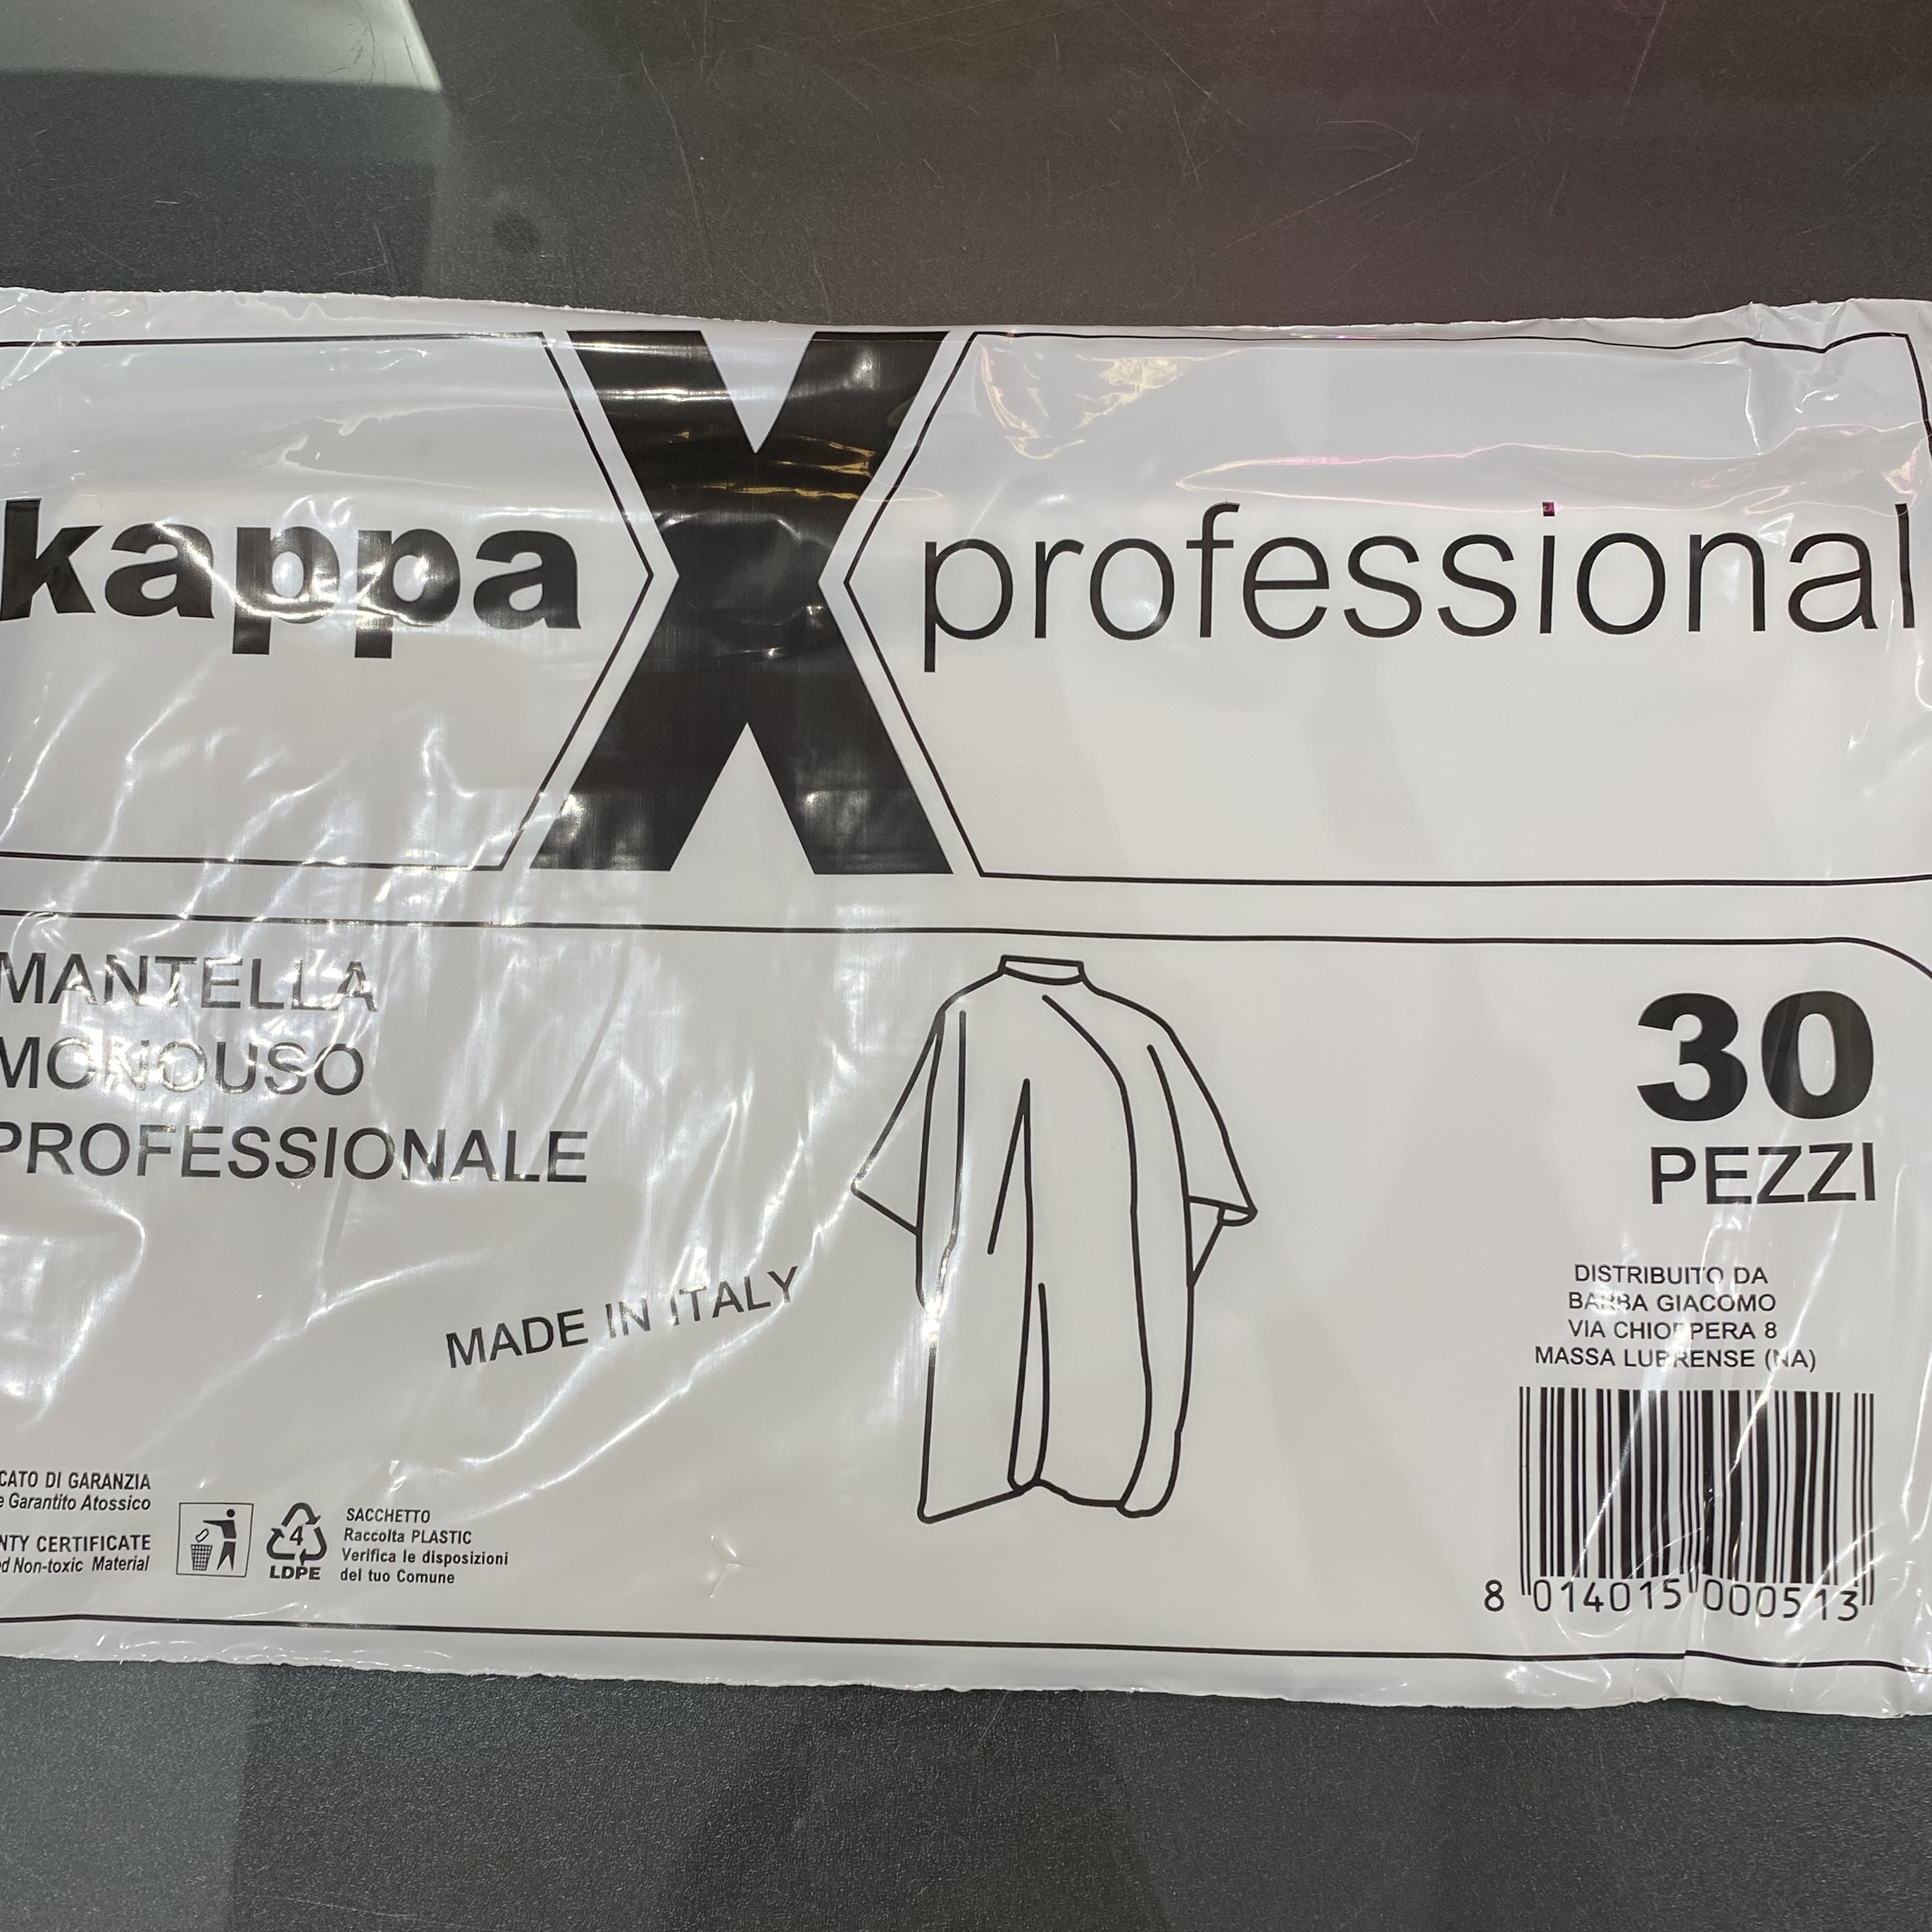 kappa X professional
MANTELLA
MONOUSO
PROFESSIONALE
30
PEZZI
MADE IN ITALY
DISTRIBUITO DA
BARBA GIACOMO
VIA CHIOPPERA 8
MASSA LUBRENSE (NA)
CATO DI GARANZIA
e Garantito Atossico
NTY CERTIFICATE
d Non-toxic Material
4
LDPE
SACCHETTO
Raccolta PLASTIC
Verifica le disposizioni
del tuo Comune
8 014015 000513